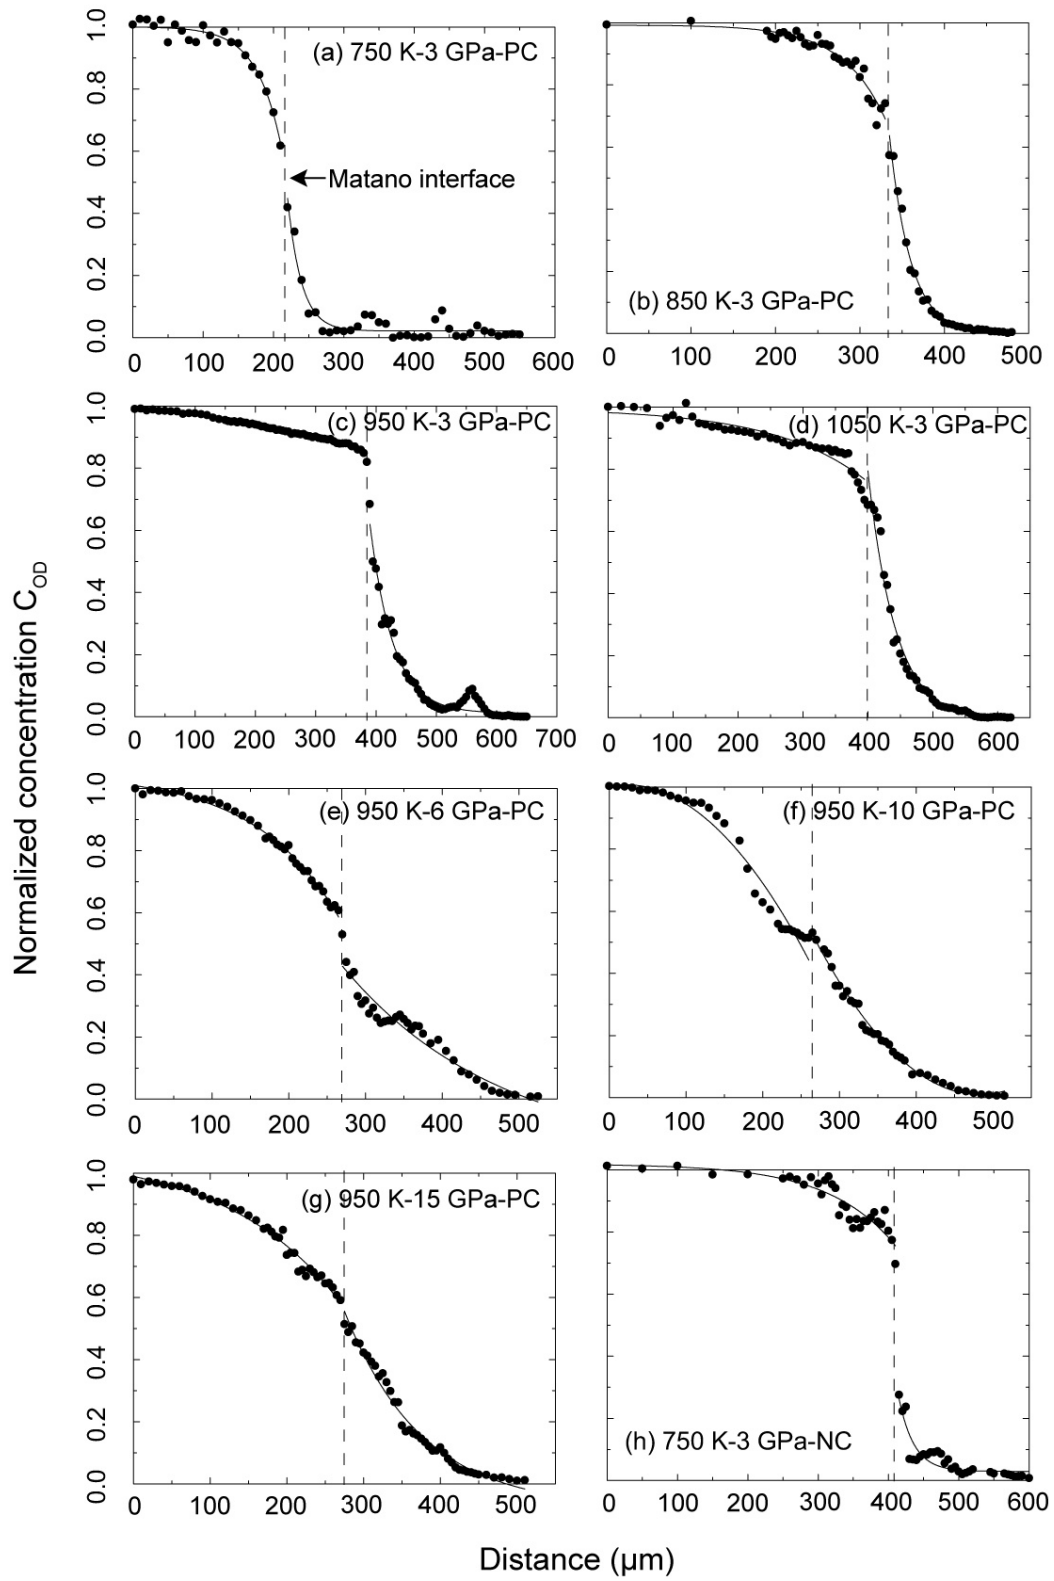 Normalized concentration C_OD
1.0
0.8
0.6
0.4
0.2
0.0
(a) 750 K-3 GPa-PC
Matano interface
0 100 200 300 400 500 600
(b) 850 K-3 GPa-PC
0 100 200 300 400 500
1.0
0.8
0.6
0.4
0.2
0.0
(c) 950 K-3 GPa-PC
0 100 200 300 400 500 600 700
(d) 1050 K-3 GPa-PC
0 100 200 300 400 500 600
1.0
0.8
0.6
0.4
0.2
0.0
(e) 950 K-6 GPa-PC
0 100 200 300 400 500
(f) 950 K-10 GPa-PC
0 100 200 300 400 500
1.0
0.8
0.6
0.4
0.2
0.0
(g) 950 K-15 GPa-PC
0 100 200 300 400 500
(h) 750 K-3 GPa-NC
0 100 200 300 400 500 600
Distance (μm)